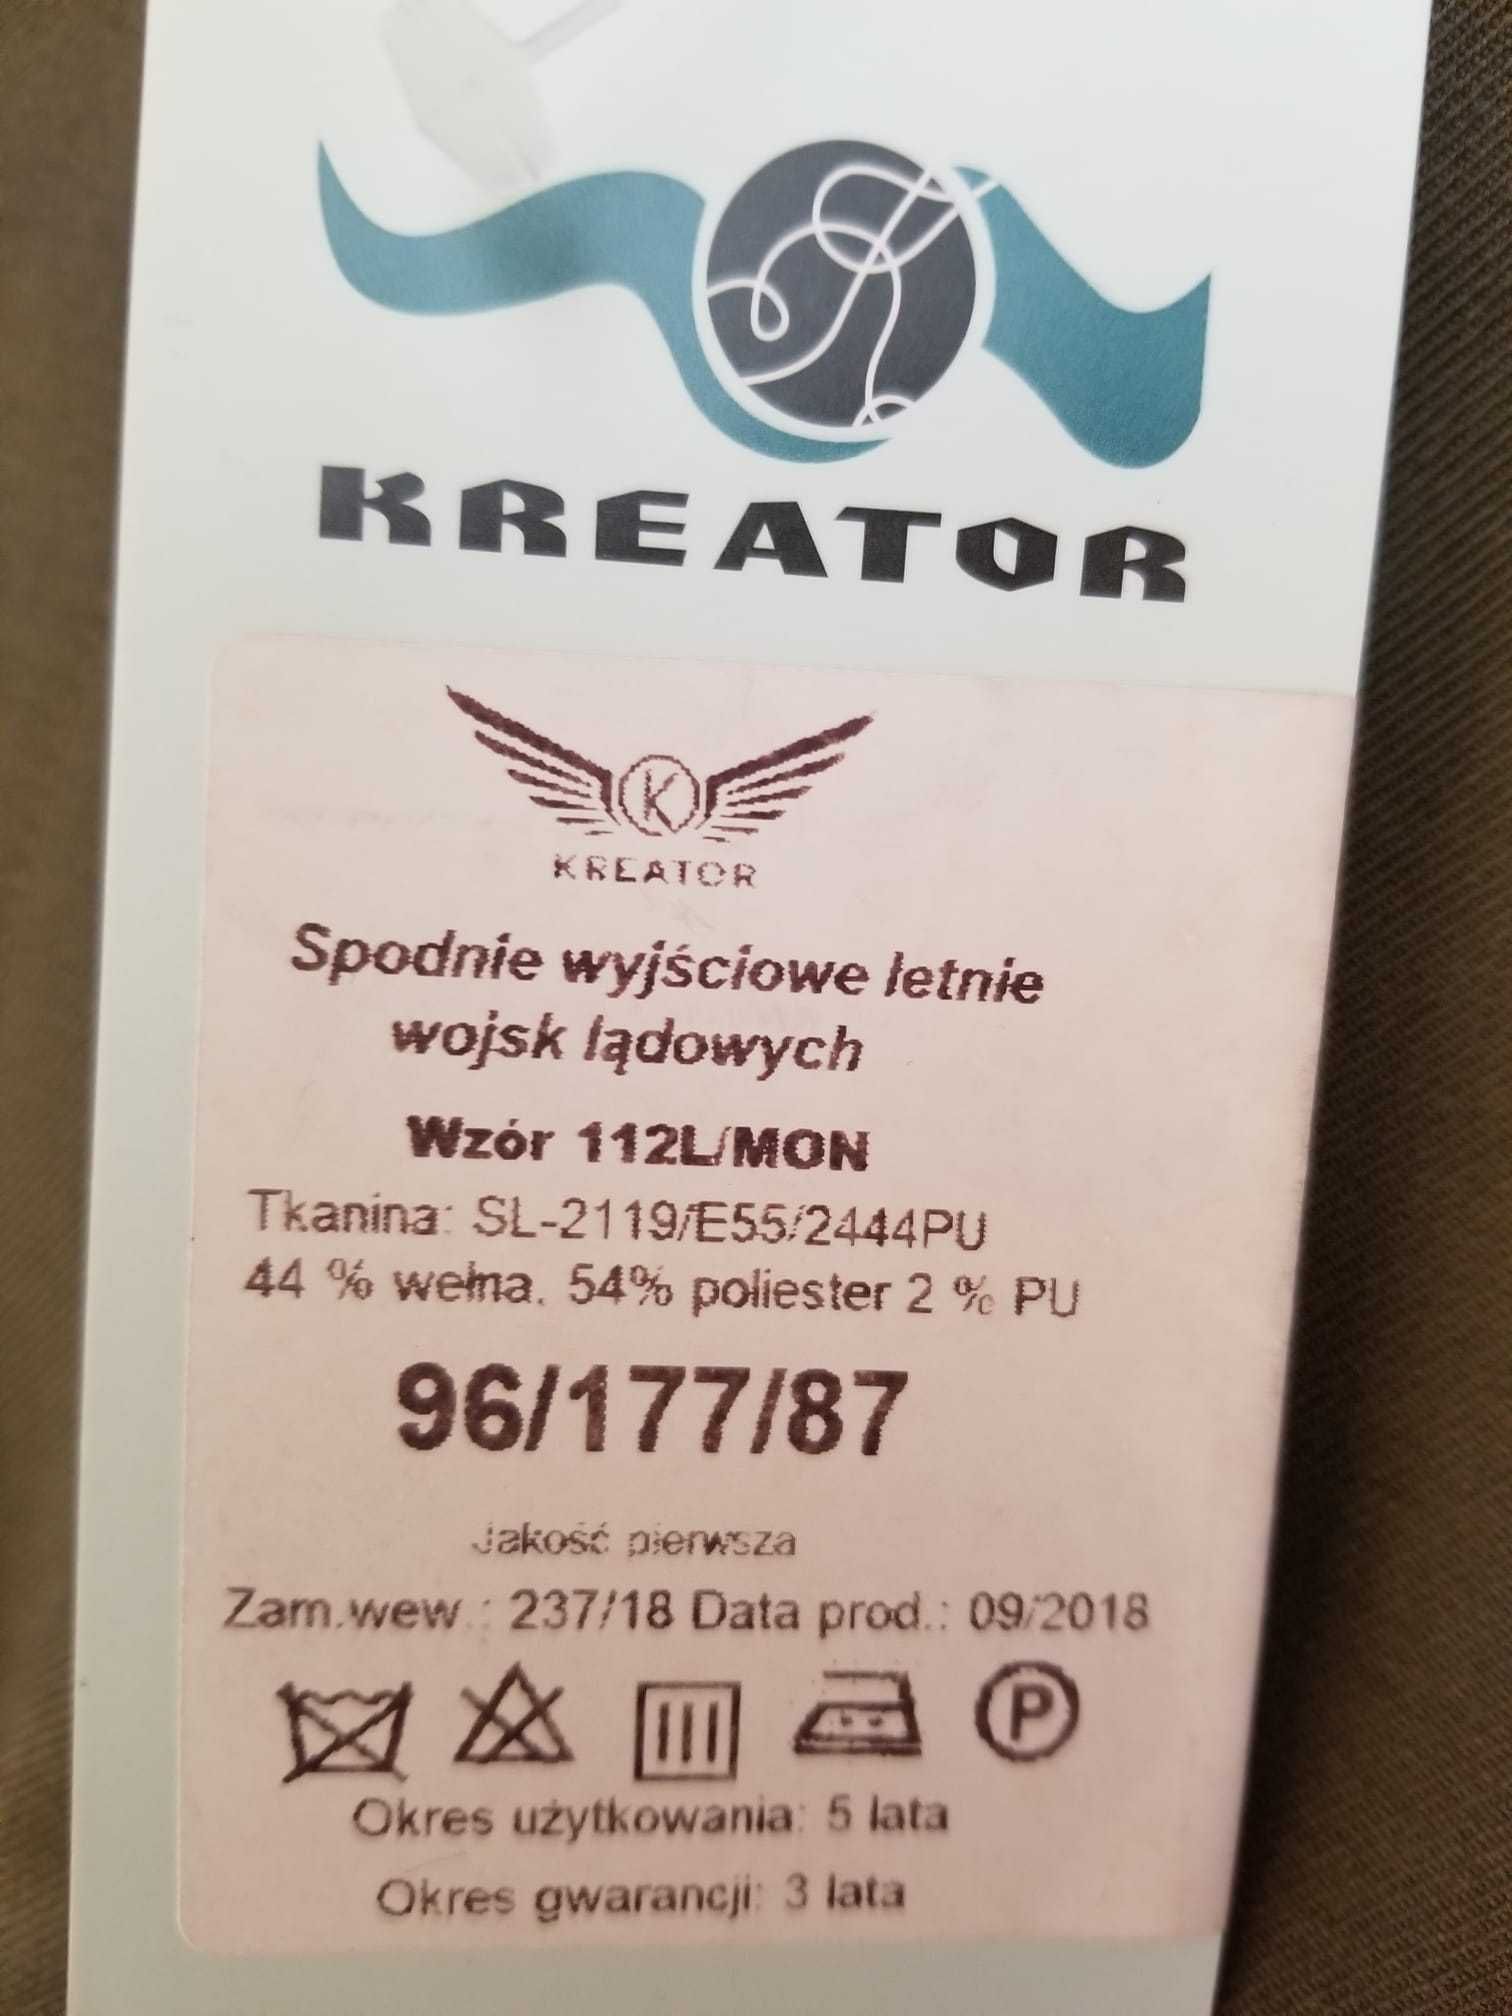 KREATOR
K
KREATOR
Spodnie wyjściowe letnie
wojsk lądowych
Wzór 112L/MON
Tkanina: SL-2119/E55/2444PU
44 % wełna, 54% poliester 2 % PU
96/177/87
Jakość pierwsza
Zam.wew.: 237/18 Data prod.: 09/2018
P
Okres użytkowania: 5 lata
Okres gwarancji: 3 lata